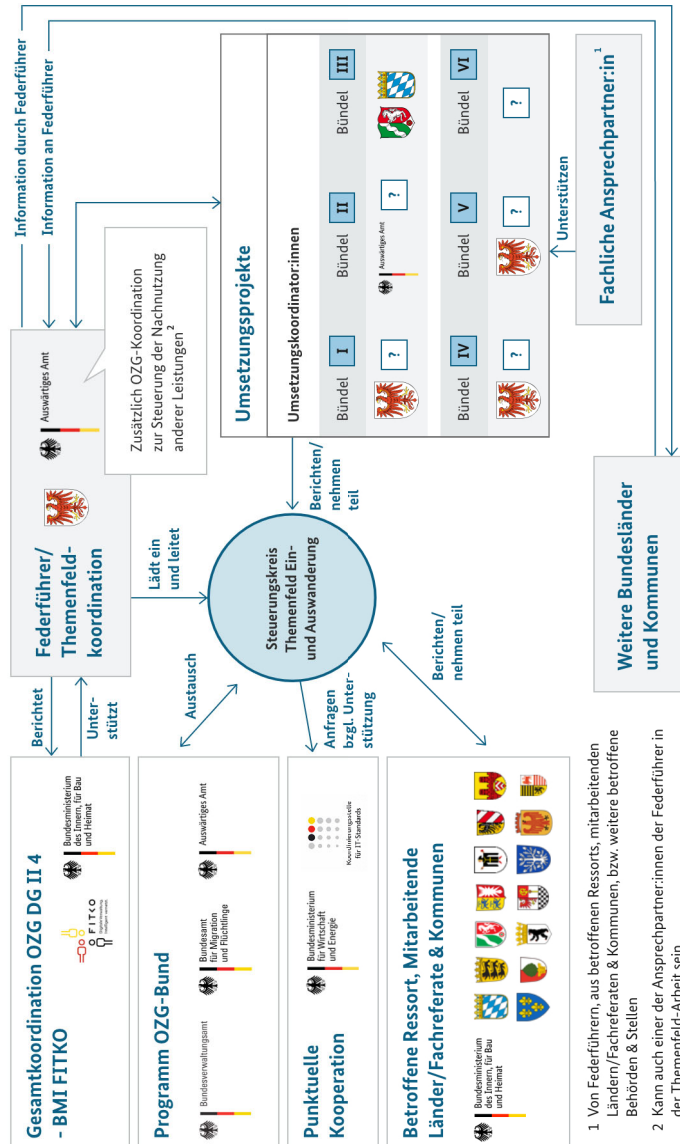 Gesamtkoordination OZG DG II 4
- BMI FITKO
FITKO
Bundesministerium
des Innern, für Bau
und Heimat
Berichtet
Unter-
stützt
Federführer/
Themenfeld-
koordination
Auswärtiges Amt
Information durch Federführer
Information an Federführer
Zusätzlich OZG-Koordination
zur Steuerung der Nachnutzung
anderer Leistungen²
Programm OZG-Bund
Bundesverwaltungsamt
Bundesamt
für Migration
und Flüchtlinge
Auswärtiges Amt
Austausch
Lädt ein
und leitet
Punktuelle
Kooperation
Bundesministerium
für Wirtschaft
und Energie
Koordinierungsstelle
für IT-Standards
Anfragen
bzgl. Unter-
stützung
Steuerungskreis
Themenfeld Ein-
und Auswanderung
Berichten/
nehmen
teil
Umsetzungsprojekte
Umsetzungskoordinator:innen
Bündel I
Bündel II
Bündel III
?
Auswärtiges Amt
?
Bündel IV
Bündel V
Bündel VI
?
?
?
Unterstützen
Fachliche Ansprechpartner:in ¹
Betroffene Ressort, Mitarbeitende
Länder/Fachreferate & Kommunen
Bundesministerium
des Innern, für Bau
und Heimat
Berichten/
nehmen teil
Weitere Bundesländer
und Kommunen
1 Von Federführern, aus betroffenen Ressorts, mitarbeitenden
Ländern/Fachreferaten & Kommunen, bzw. weitere betroffene
Behörden & Stellen
2 Kann auch einer der Ansprechpartner:innen der Federführer in
der Themenfeld-Arbeit sein